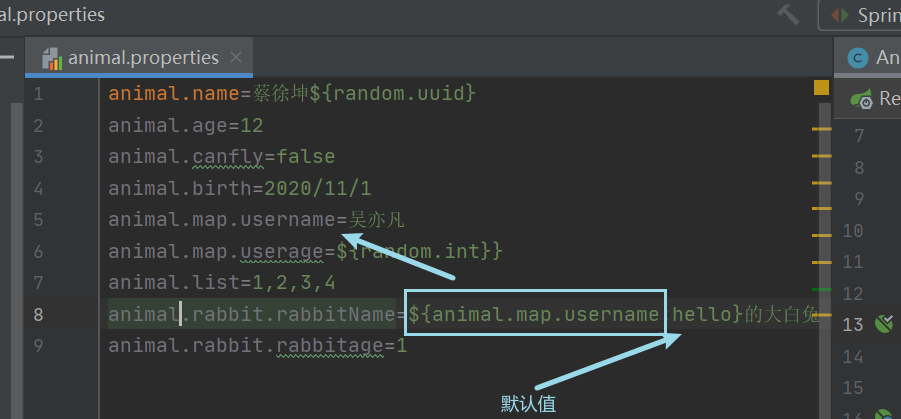 al.properties
Sprin
animal.properties
An
Re
1 animal.name=蔡徐坤${random.uuid}
2 animal.age=12
3 animal.canfly=false
4 animal.birth=2020/11/1
5 animal.map.username=吴亦凡
6 animal.map.userage=${random.int}}
7 animal.list=1,2,3,4
8 animal.rabbit.rabbitName=${animal.map.username hello}的大白兔
9 animal.rabbit.rabbitage=1
7
8
9
10
11
12
13
14
15
16
默认值